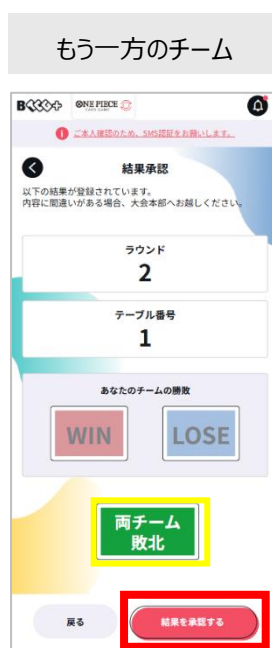 もう一方のチーム
ONE PIECE
CARD GAME
ご本人確認のため、SMS認証をお願いします。
結果承認
以下の結果が登録されています。
内容に間違いがある場合、大会本部へお越しください。
ラウンド
2
テーブル番号
1
あなたのチームの勝敗
WIN LOSE
両チーム
敗北
戻る 結果を承認する